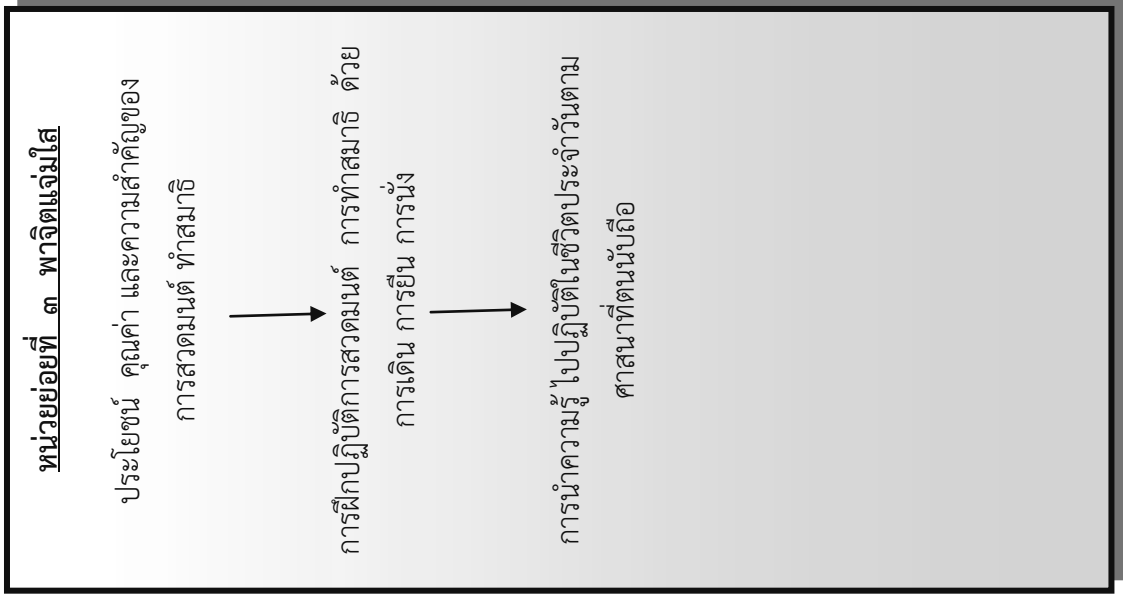 หน่วยย่อยที่ ๓ พาจิตแจ่มใส
ประโยชน์ คุณค่า และความสำคัญของ
การสวดมนต์ ทำสมาธิ
การฝึกปฏิบัติการสวดมนต์ การทำสมาธิ ด้วย
การเดิน การยืน การนั่ง
การนำความรู้ ไปปฏิบัติในชีวิตประจำวันตาม
ศาสนาที่ตนนับถือ